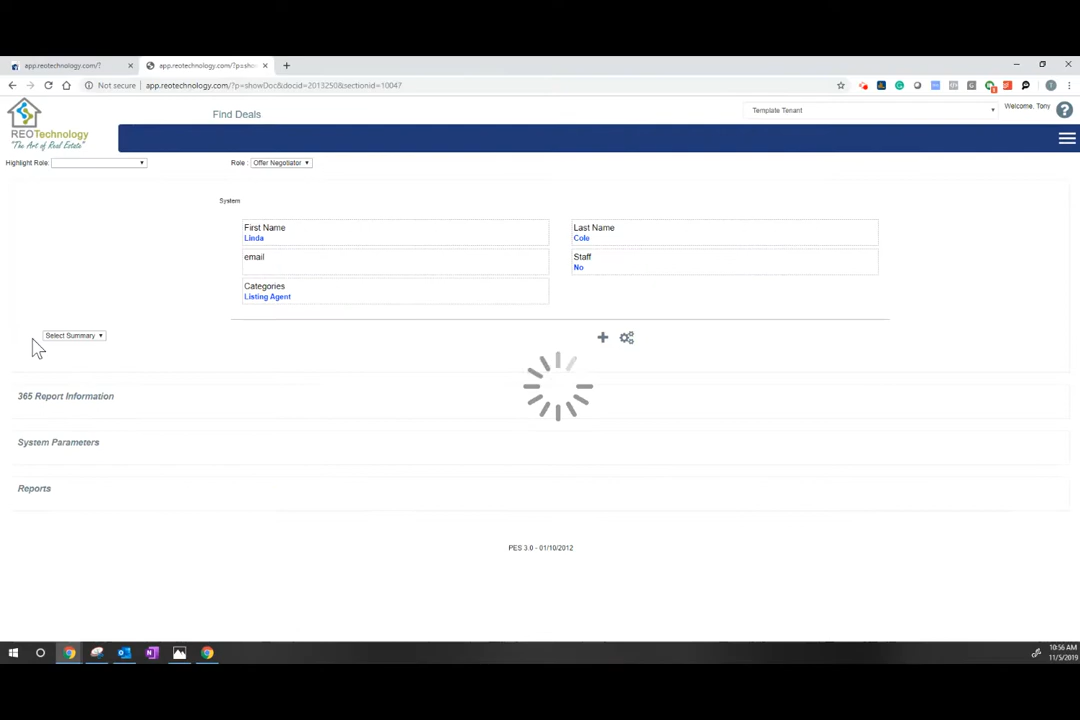 app.reotechnology.com/?
app.reotechnology.com/?p=sho
Not secure
app.reotechnology.com/?p=showDoc&docid=2013250&sectionid=10047
REOTechnology
"The Art of Real Estate"
Find Deals
Template Tenant
Welcome, Tony
?
Highlight Role:
Role :
Offer Negotiator
System
First Name
Linda
Last Name
Cole
email
Staff
No
Categories
Listing Agent
Select Summary
365 Report Information
System Parameters
Reports
PES 3.0 - 01/10/2012
10:56 AM
11/5/2019